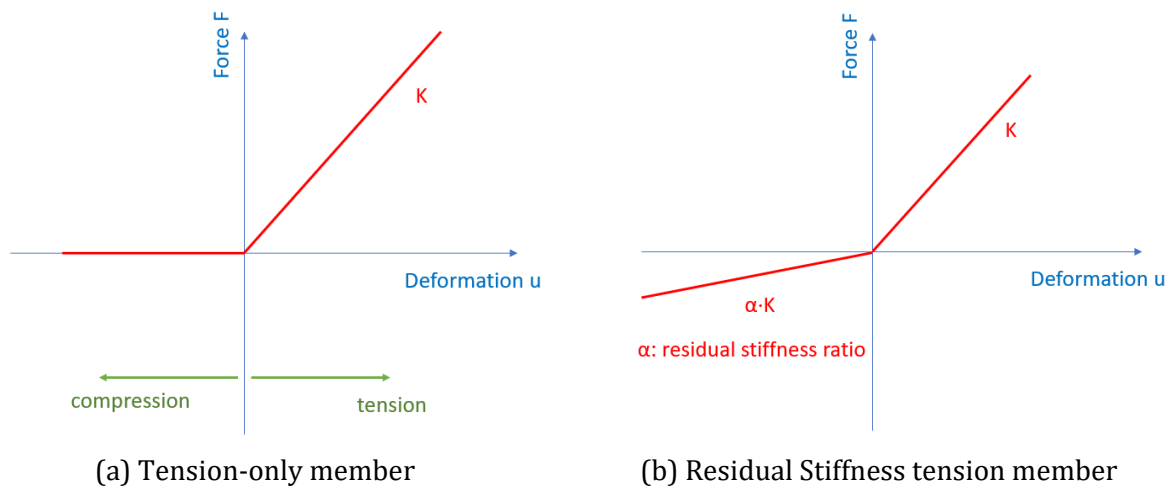 Force F
K
Deformation u
compression
tension
(a) Tension-only member
Force F
K
Deformation u
α·K
α: residual stiffness ratio
(b) Residual Stiffness tension member